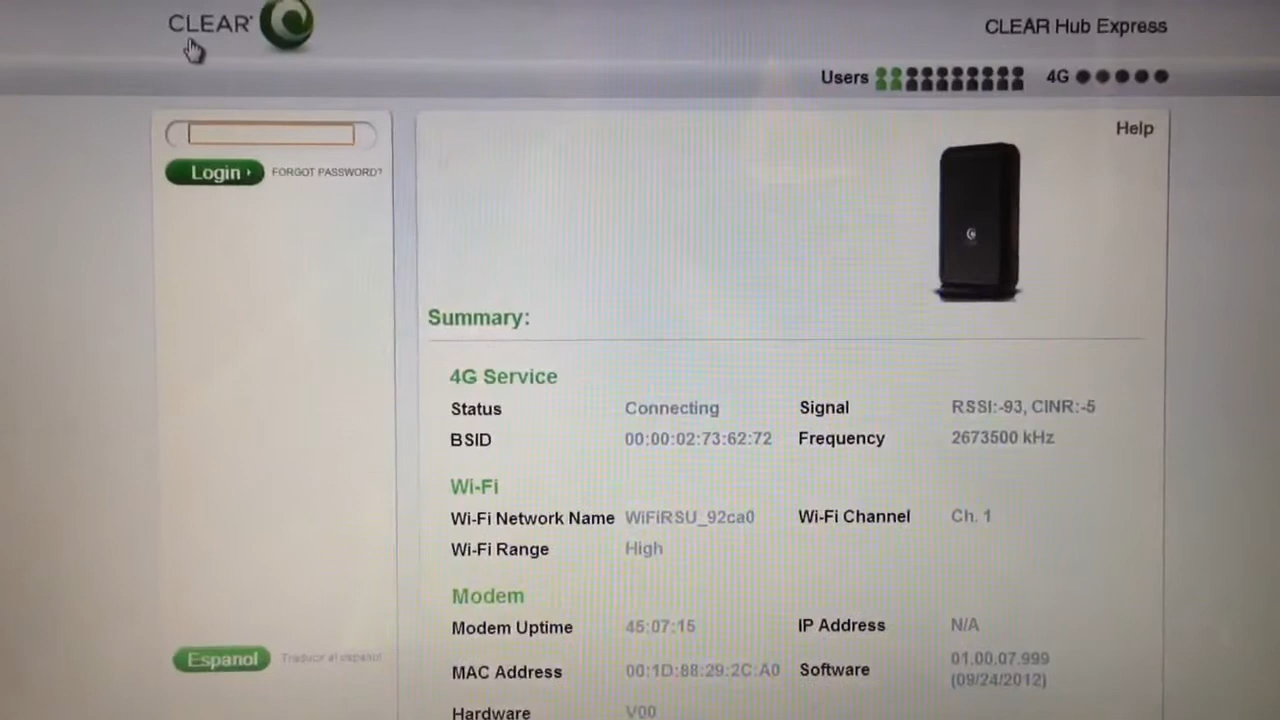 CLEAR
CLEAR Hub Express
Users
4G
Login
FORGOT PASSWORD?
Help
Summary:
4G Service
Status Connecting Signal RSSI:-93, CINR:-5
BSID 00:00:02:73:62:72 Frequency 2673500 kHz
Wi-Fi
Wi-Fi Network Name WiFiRSU_92ca0 Wi-Fi Channel Ch. 1
Wi-Fi Range High
Modem
Modem Uptime 45:07:15 IP Address N/A
MAC Address 00:1D:88:29:2C:A0 Software 01.00.07.999
(09/24/2012)
Hardware V00
Espanol Traducir al español